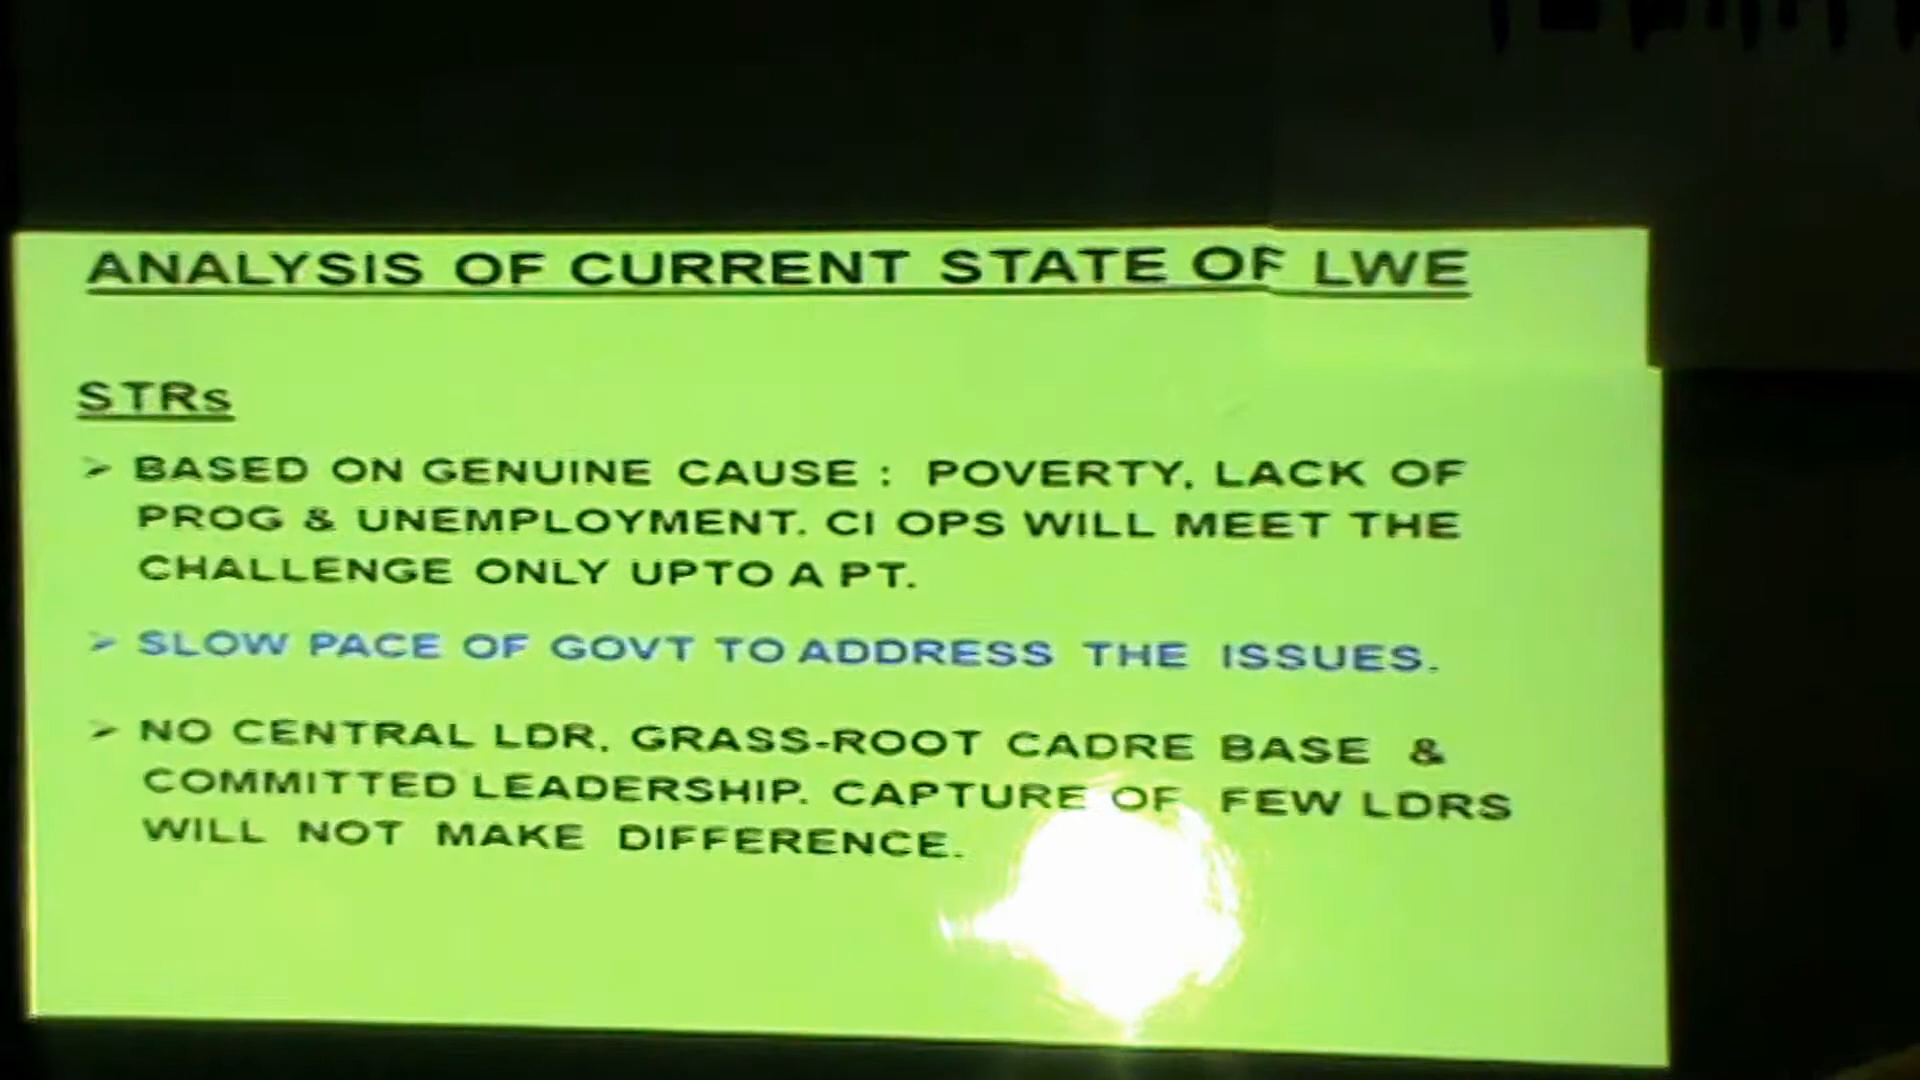 ANALYSIS OF CURRENT STATE OF LWE
STRs
➢ BASED ON GENUINE CAUSE : POVERTY, LACK OF
PROG & UNEMPLOYMENT. CI OPS WILL MEET THE
CHALLENGE ONLY UPTO A PT.
➢ SLOW PACE OF GOVT TO ADDRESS THE ISSUES.
➢ NO CENTRAL LDR. GRASS-ROOT CADRE BASE &
COMMITTED LEADERSHIP. CAPTURE OF FEW LDRS
WILL NOT MAKE DIFFERENCE.